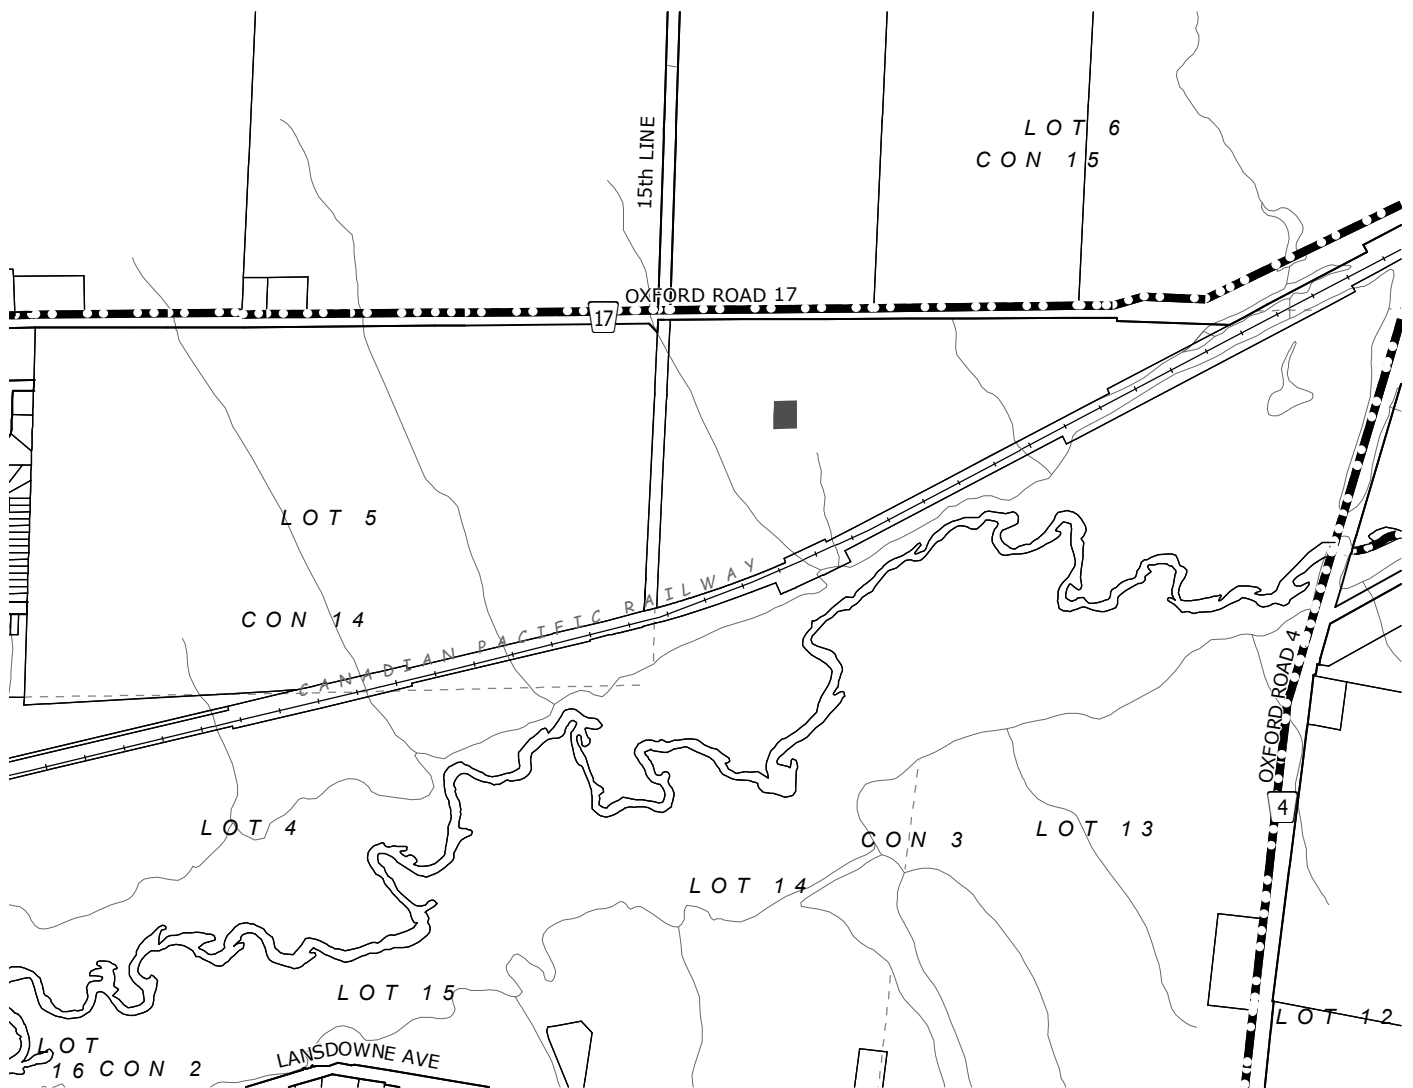 LOT 6
CON 15
15th LINE
OXFORD ROAD 17
17
LOT 5
CON 14
CANADIAN PACIFIC RAILWAY
OXFORD ROAD 4
4
LOT 4
CON 3
LOT 13
LOT 14
LOT 15
LOT 12
LOT
16 CON 2
LANSDOWNE AVE